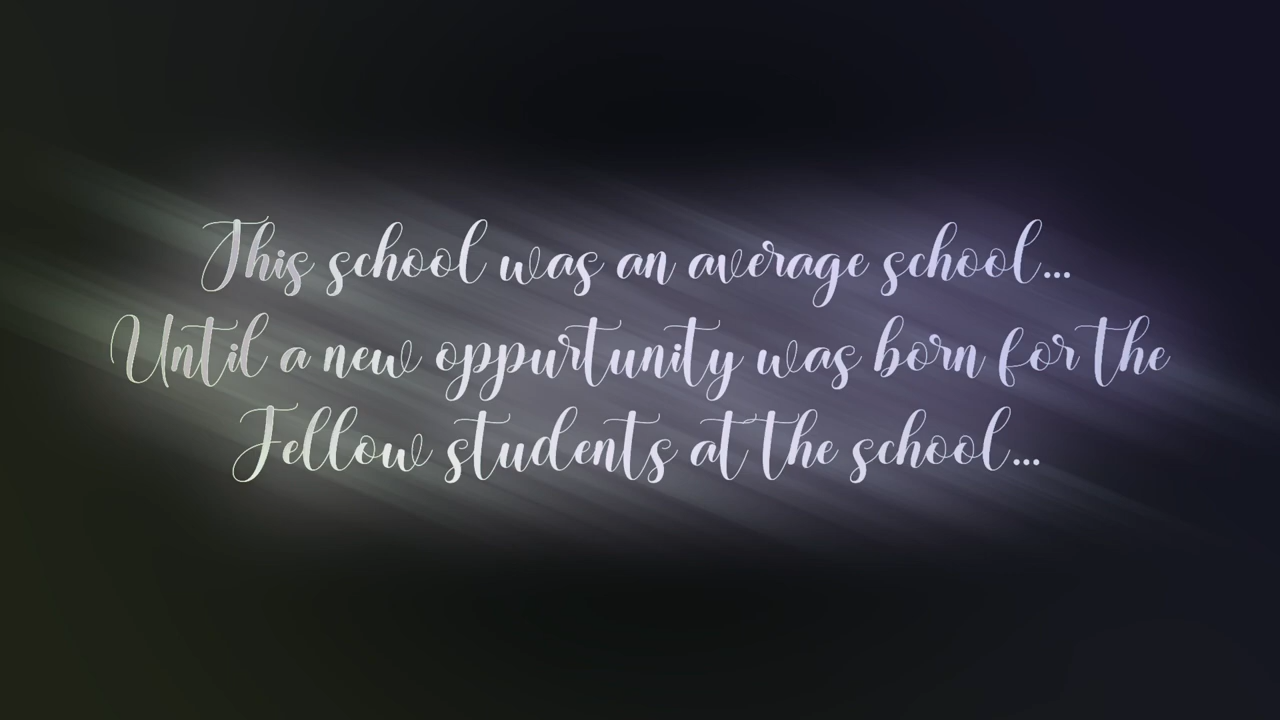 This school was an average school...
Until a new oppurtunity was born for the
Fellow students at the school...